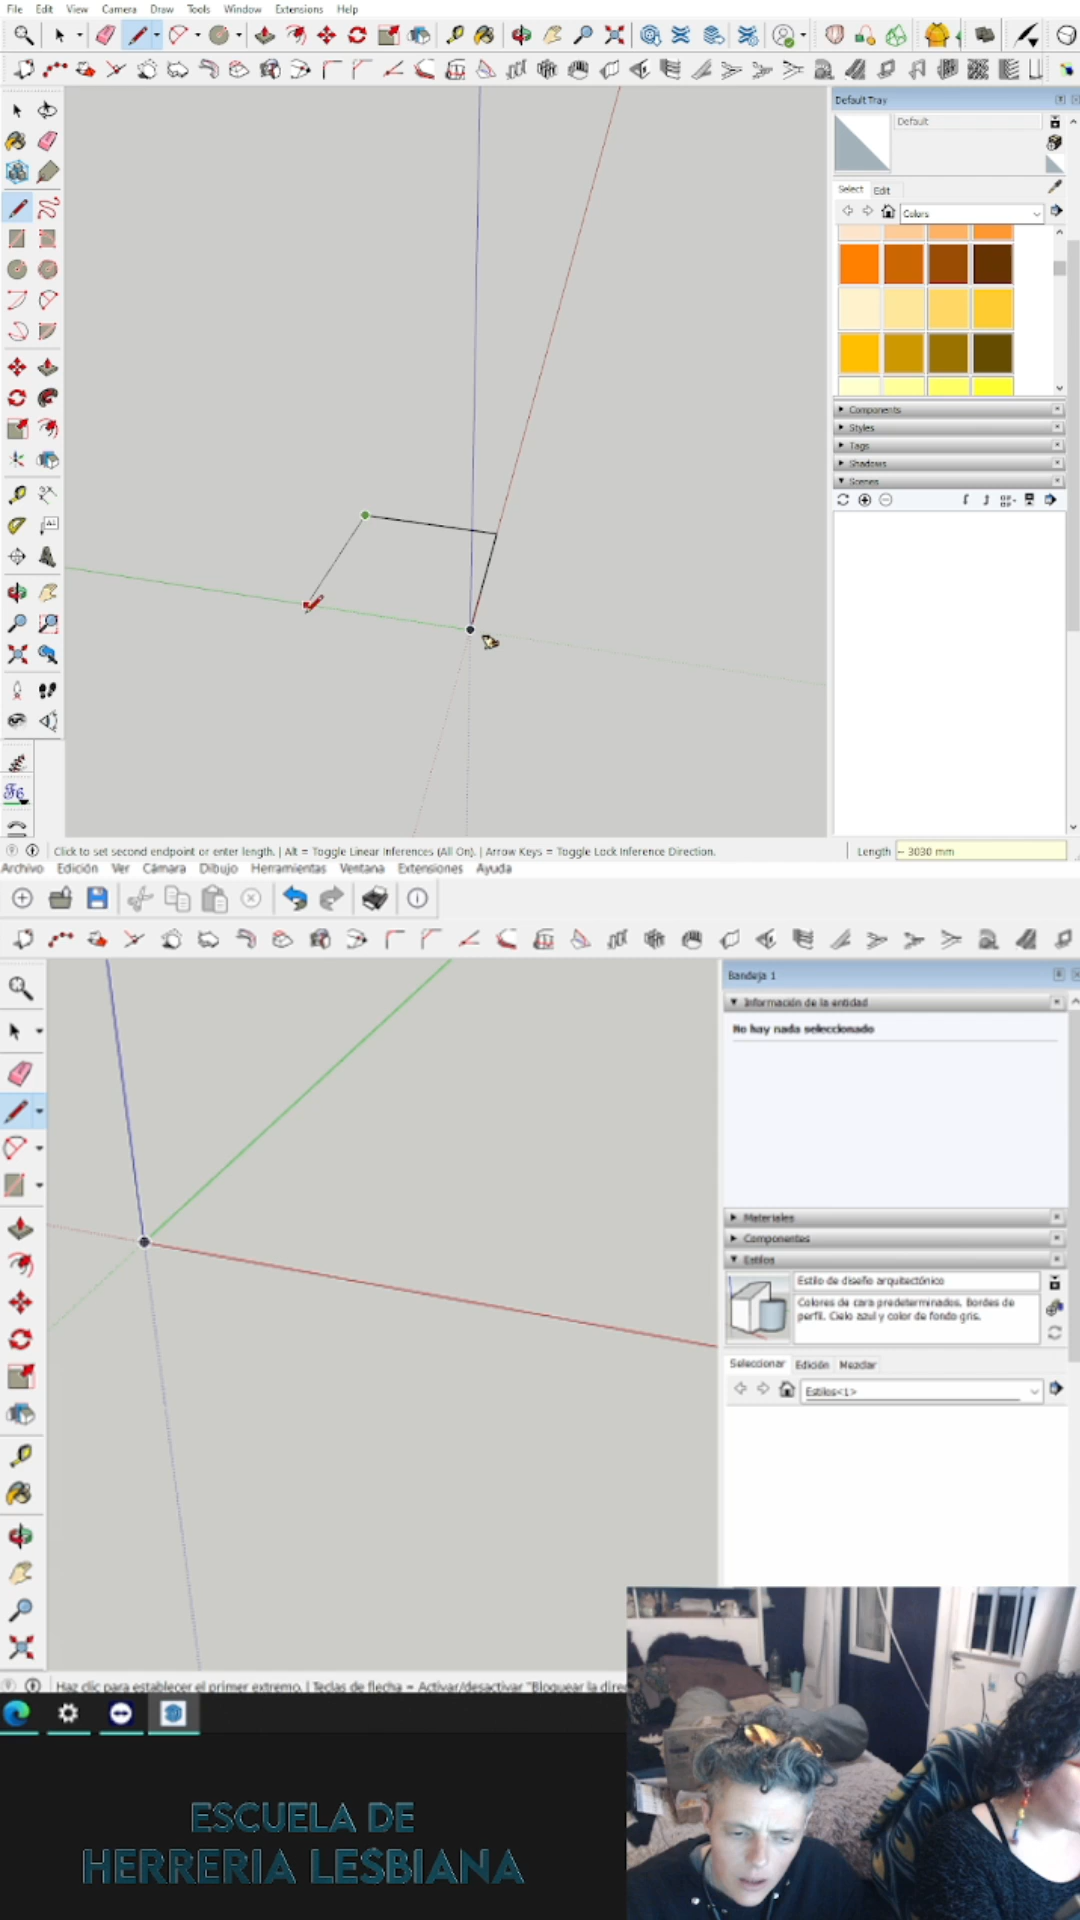 File Edit View Camera Draw Tools Window Extensions Help
Default Tray
Default
Select Edit
Colors
Components
Styles
Tags
Shadows
Scenes
Click to set second endpoint or enter length. | Alt = Toggle Linear Inferences (All On). | Arrow Keys = Toggle Lock Inference Direction.
Length ~ 3030 mm
Archivo Edición Ver Cámara Dibujo Herramientas Ventana Extensiones Ayuda
Bandeja 1
Información de la entidad
No hay nada seleccionado
Materiales
Componentes
Estilos
Estilo de diseño arquitectónico
Colores de cara predeterminados. Bordes de
perfil. Cielo azul y color de fondo gris.
Seleccionar Edición Mezclar
Estilos<1>
Haz clic para establecer el primer extremo. | Teclas de flecha = Activar/desactivar "Bloquear la direc
ESCUELA DE
HERRERIA LESBIANA